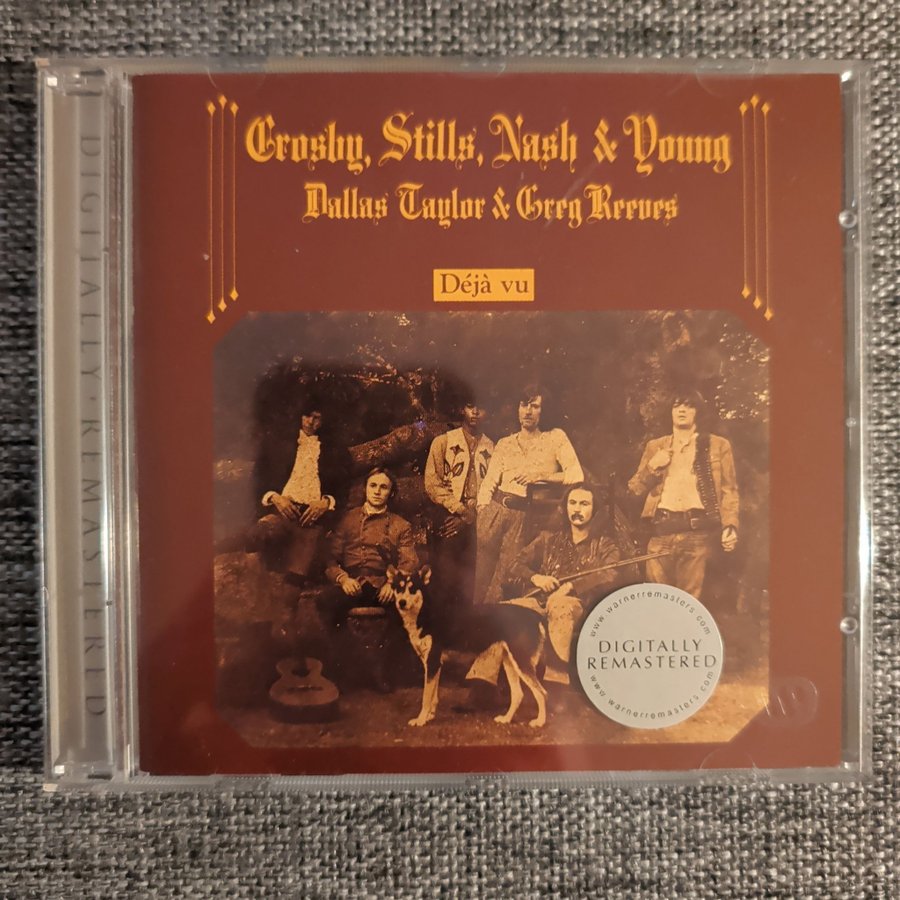 DIGITALLY·REMASTERED
Crosby, Stills, Nash & Young
Dallas Taylor & Greg Reeves
Déjà vu
www.warnerremasters.com
DIGITALLY
REMASTERED
www.warnerremasters.com